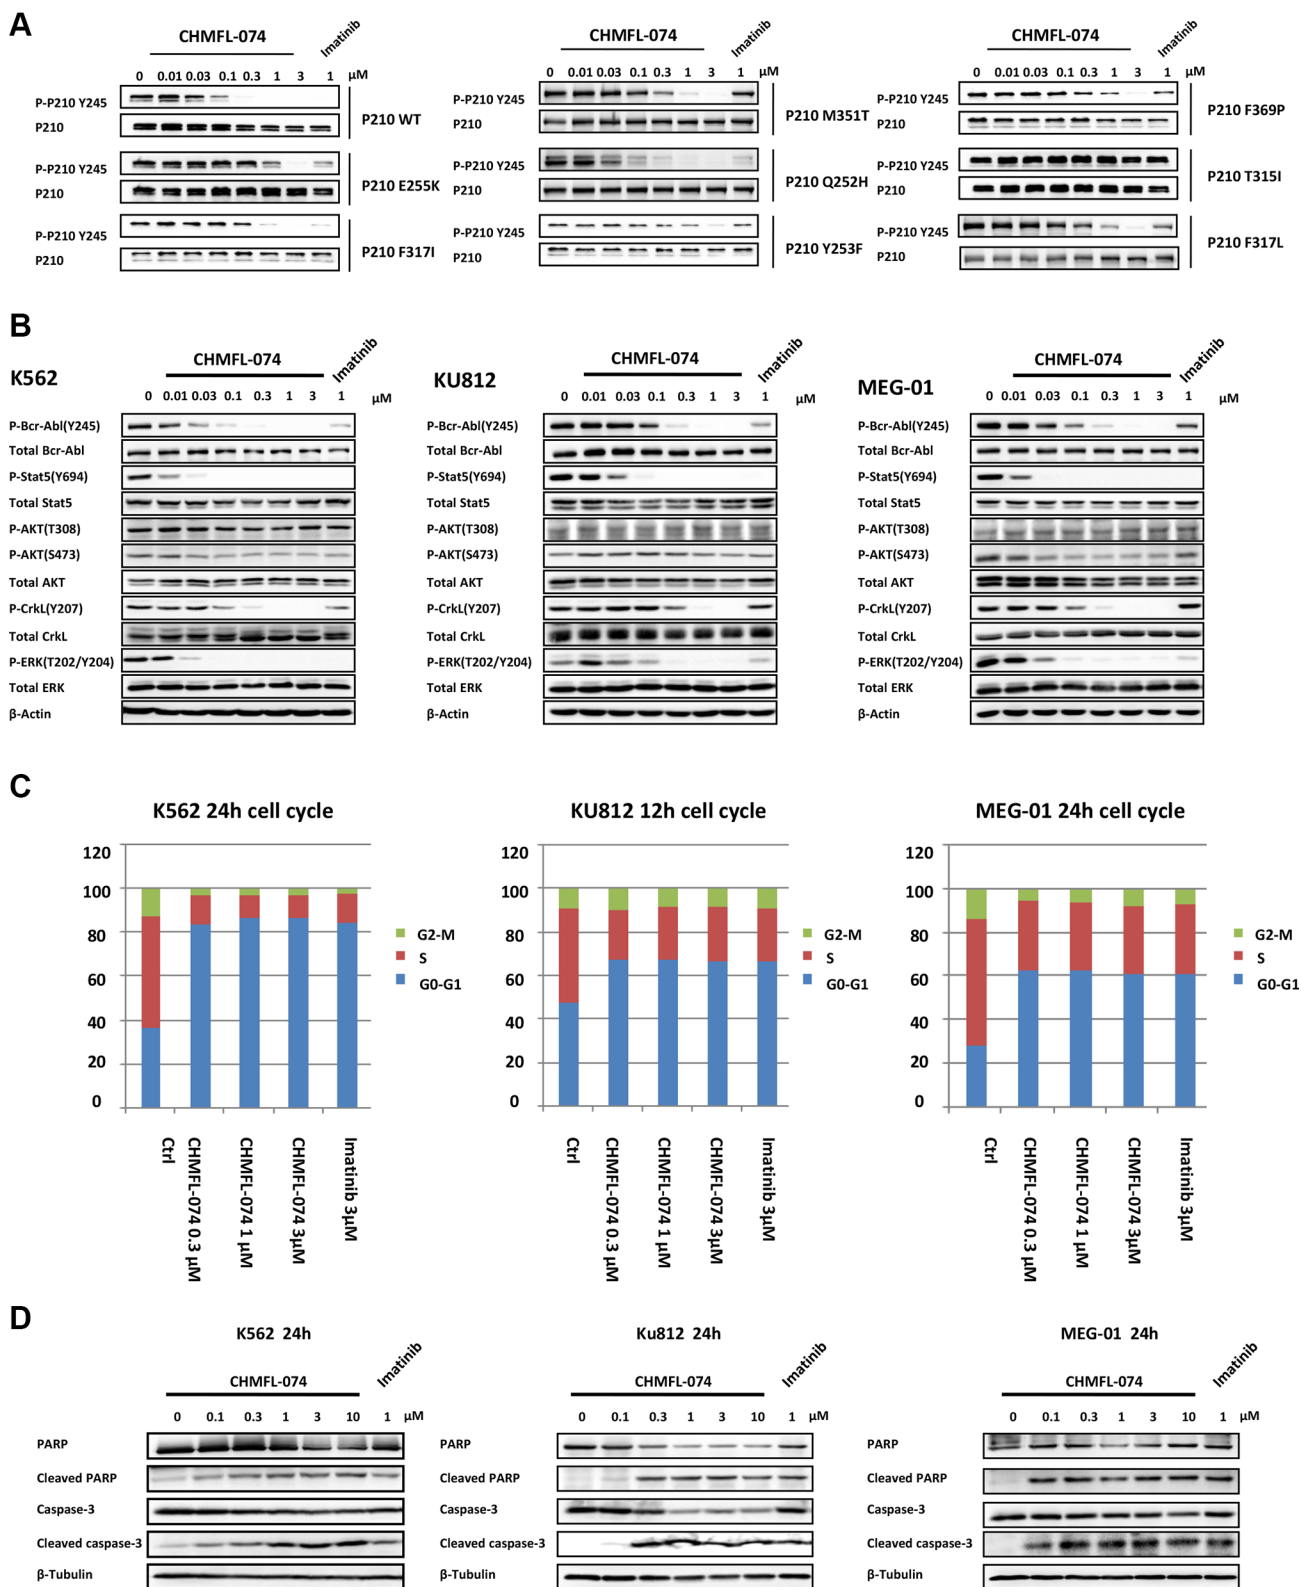 A
CHMFL-074 Imatinib
0 0.01 0.03 0.1 0.3 1 3 1 μM
P-P210 Y245
P210
P210 WT
P-P210 Y245
P210
P210 E255K
P-P210 Y245
P210
P210 F317I
CHMFL-074 Imatinib
0 0.01 0.03 0.1 0.3 1 3 1 μM
P-P210 Y245
P210
P210 M351T
P-P210 Y245
P210
P210 Q252H
P-P210 Y245
P210
P210 Y253F
CHMFL-074 Imatinib
0 0.01 0.03 0.1 0.3 1 3 1 μM
P-P210 Y245
P210
P210 F369P
P-P210 Y245
P210
P210 T315I
P-P210 Y245
P210
P210 F317L
B
K562
CHMFL-074 Imatinib
0 0.01 0.03 0.1 0.3 1 3 1 μM
P-Bcr-Abl(Y245)
Total Bcr-Abl
P-Stat5(Y694)
Total Stat5
P-AKT(T308)
P-AKT(S473)
Total AKT
P-CrkL(Y207)
Total CrkL
P-ERK(T202/Y204)
Total ERK
β-Actin
KU812
CHMFL-074 Imatinib
0 0.01 0.03 0.1 0.3 1 3 1 μM
P-Bcr-Abl(Y245)
Total Bcr-Abl
P-Stat5(Y694)
Total Stat5
P-AKT(T308)
P-AKT(S473)
Total AKT
P-CrkL(Y207)
Total CrkL
P-ERK(T202/Y204)
Total ERK
β-Actin
MEG-01
CHMFL-074 Imatinib
0 0.01 0.03 0.1 0.3 1 3 1 μM
P-Bcr-Abl(Y245)
Total Bcr-Abl
P-Stat5(Y694)
Total Stat5
P-AKT(T308)
P-AKT(S473)
Total AKT
P-CrkL(Y207)
Total CrkL
P-ERK(T202/Y204)
Total ERK
β-Actin
C
K562 24h cell cycle
120
100
80
60
40
20
0
G2-M
S
G0-G1
Ctrl
CHMFL-074 0.3 μM
CHMFL-074 1 μM
CHMFL-074 3μM
Imatinib 3μM
KU812 12h cell cycle
120
100
80
60
40
20
0
G2-M
S
G0-G1
Ctrl
CHMFL-074 0.3 μM
CHMFL-074 1 μM
CHMFL-074 3μM
Imatinib 3μM
MEG-01 24h cell cycle
120
100
80
60
40
20
0
G2-M
S
G0-G1
Ctrl
CHMFL-074 0.3 μM
CHMFL-074 1 μM
CHMFL-074 3μM
Imatinib 3μM
D
K562 24h
CHMFL-074 Imatinib
0 0.1 0.3 1 3 10 1 μM
PARP
Cleaved PARP
Caspase-3
Cleaved caspase-3
β-Tubulin
Ku812 24h
CHMFL-074 Imatinib
0 0.1 0.3 1 3 10 1 μM
PARP
Cleaved PARP
Caspase-3
Cleaved caspase-3
β-Tubulin
MEG-01 24h
CHMFL-074 Imatinib
0 0.1 0.3 1 3 10 1 μM
PARP
Cleaved PARP
Caspase-3
Cleaved caspase-3
β-Tubulin